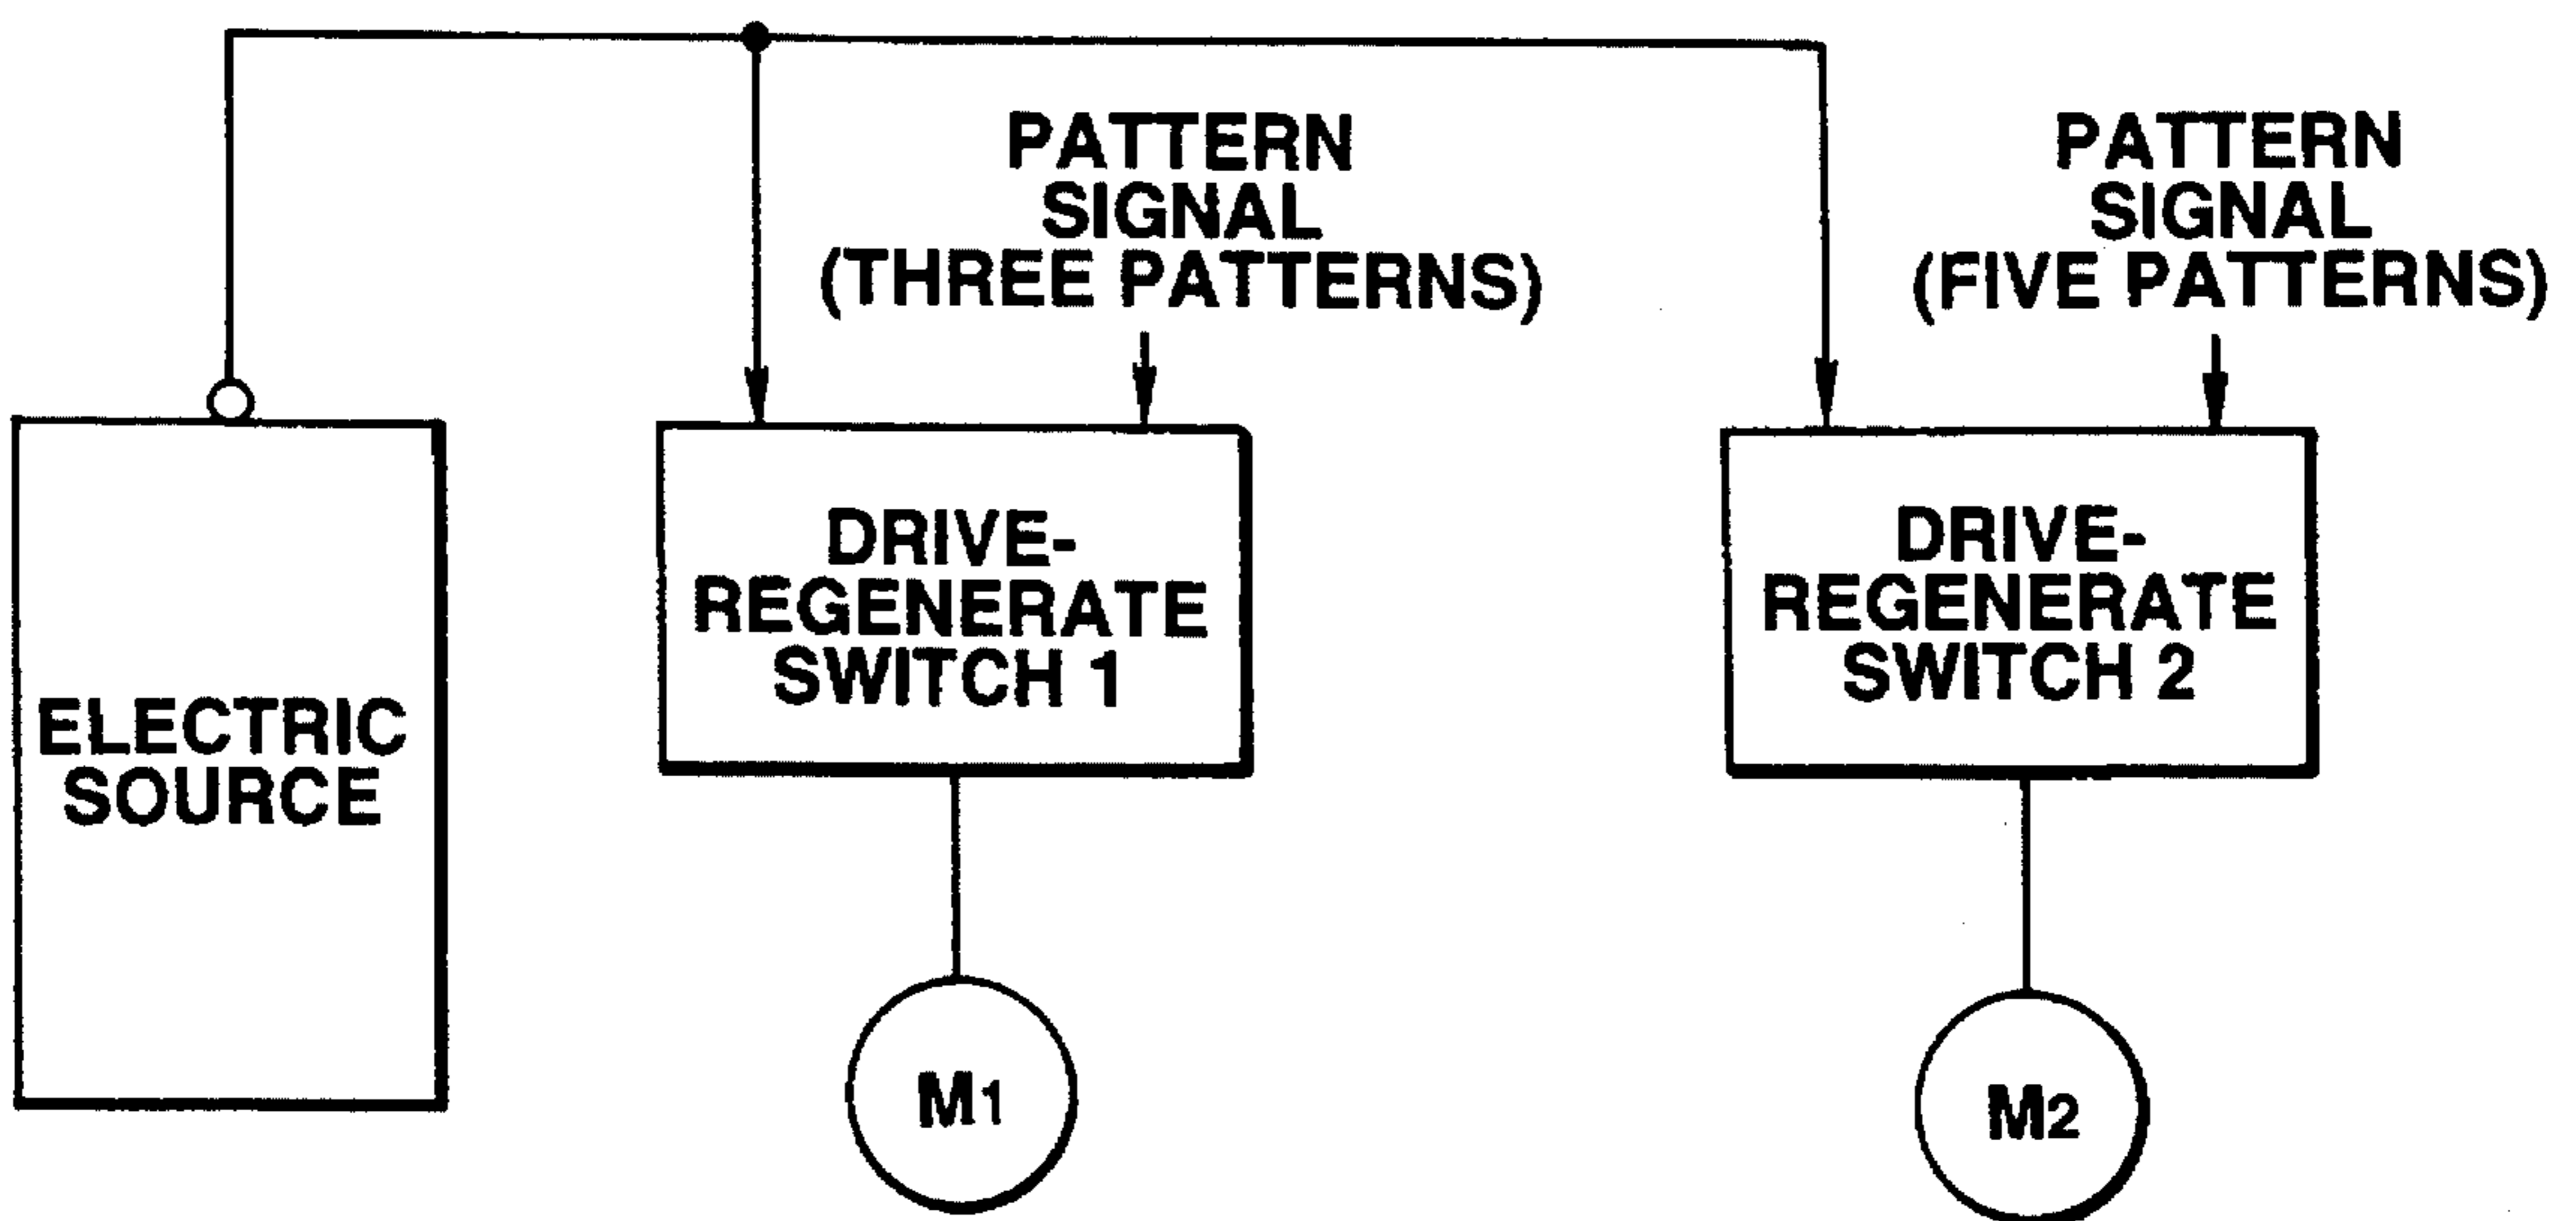 PATTERN
SIGNAL
(THREE PATTERNS)
PATTERN
SIGNAL
(FIVE PATTERNS)
ELECTRIC
SOURCE
DRIVE-
REGENERATE
SWITCH 1
DRIVE-
REGENERATE
SWITCH 2
M1
M2